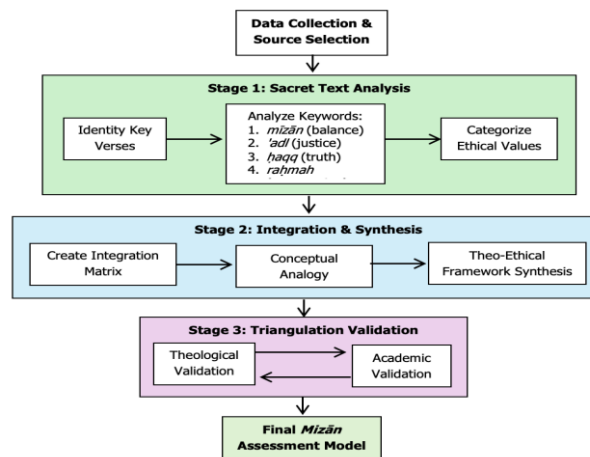 Data Collection &
Source Selection
Stage 1: Sacret Text Analysis
Identity Key
Verses
Analyze Keywords:
1. mīzān (balance)
2. 'adl (justice)
3. ḥaqq (truth)
4. raḥmah
Categorize
Ethical Values
Stage 2: Integration & Synthesis
Create Integration
Matrix
Conceptual
Analogy
Theo-Ethical
Framework Synthesis
Stage 3: Triangulation Validation
Theological
Validation
Academic
Validation
Final Mizān
Assessment Model